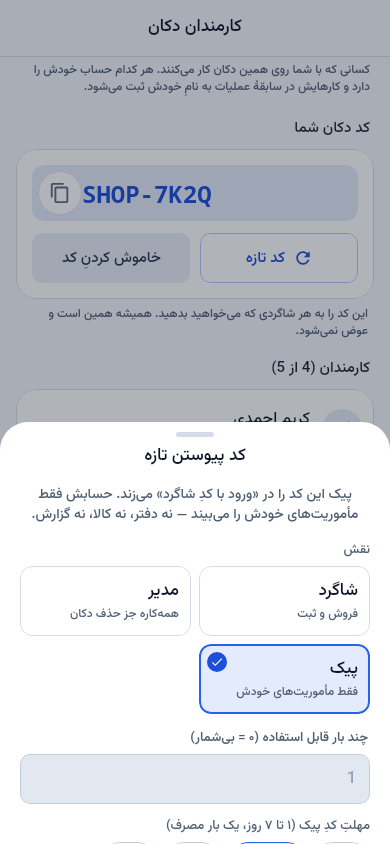 کارمندان دکان
کسانی که با شما روی همین دکان کار می‌کنند. هر کدام حساب خودش را
دارد و کارهایش در سابقهٔ عملیات به نامِ خودش ثبت می‌شود.
کد دکان شما
SHOP-7K2Q
کد تازه
خاموش کردنِ کد
این کد را به هر شاگردی که می‌خواهید بدهید. همیشه همین است و
عوض نمی‌شود.
کارمندان (4 از 5)
کریم احمدی
کد پیوستن تازه
پیک این کد را در «ورود با کدِ شاگرد» می‌زند. حسابش فقط
مأموریت‌های خودش را می‌بیند — نه دفتر، نه کالا، نه گزارش.
نقش
شاگرد
فروش و ثبت
مدیر
همه‌کاره جز حذف دکان
پیک
فقط مأموریت‌های خودش
چند بار قابل استفاده (۰ = بی‌شمار)
1
مهلتِ کدِ پیک (۱ تا ۷ روز، یک بار مصرف)